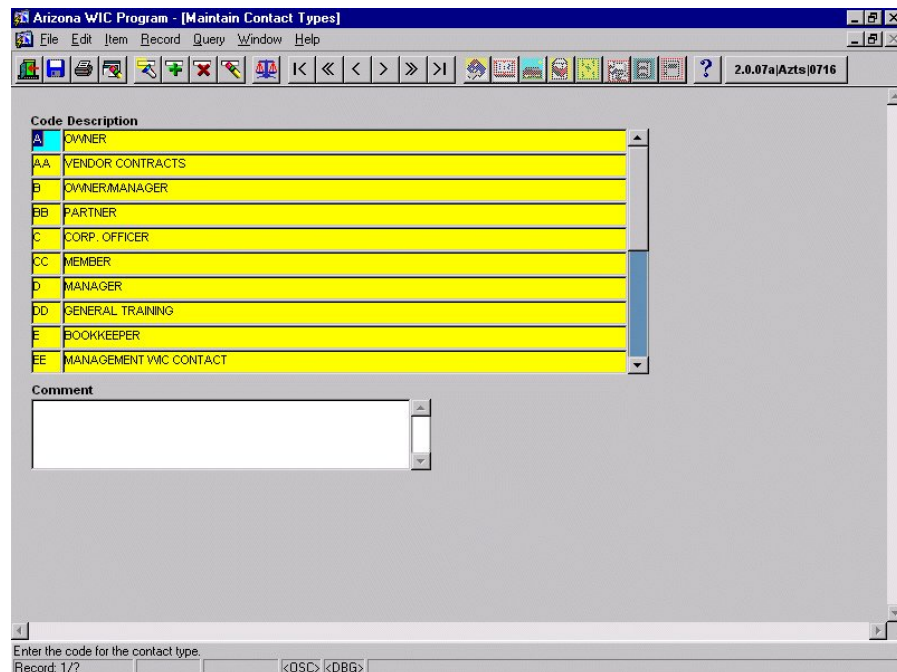 Arizona WIC Program - [Maintain Contact Types]
File Edit Item Record Query Window Help
2.0.07a|Azts|0716
Code Description
A OWNER
AA VENDOR CONTRACTS
B OWNER/MANAGER
BB PARTNER
C CORP. OFFICER
CC MEMBER
D MANAGER
DD GENERAL TRAINING
E BOOKKEEPER
EE MANAGEMENT WIC CONTACT
Comment
Enter the code for the contact type.
Record: 1/? <OSC> <DBG>